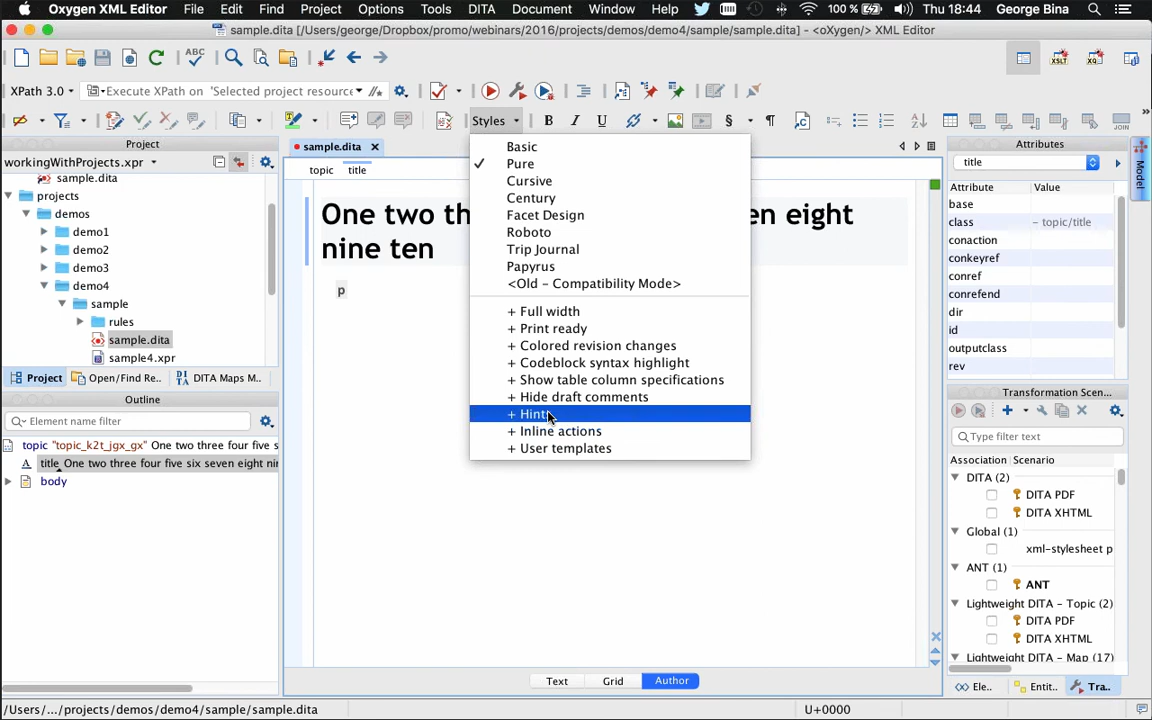 Oxygen XML Editor File Edit Find Project Options Tools DITA Document Window Help 100% Thu 18:44 George Bina
sample.dita [/Users/george/Dropbox/promo/webinars/2016/projects/demos/demo4/sample/sample.dita] - <oXygen/> XML Editor
XSLT XQ
XPath 3.0 Execute XPath on 'Selected project resource
Styles B I U § ¶ JOIN
Project
workingWithProjects.xpr
sample.dita
projects
demos
demo1
demo2
demo3
demo4
sample
rules
sample.dita
sample4.xpr
Project Open/Find Re.. DITA Maps M..
Outline
Element filter
topic "topic_k2t_jgx_gx" One two three four five s
title One two three four five six seven eight nin
body
sample.dita
topic title
One two th en eight
nine ten
p
Basic
Pure
Cursive
Century
Facet Design
Roboto
Trip Journal
Papyrus
<Old - Compatibility Mode>
+ Full width
+ Print ready
+ Colored revision changes
+ Codeblock syntax highlight
+ Show table column specifications
+ Hide draft comments
+ Hint
+ Inline actions
+ User templates
Text Grid Author
Attributes
title
Model
Attribute Value
base
class - topic/title
conaction
conkeyref
conref
conrefend
dir
id
outputclass
rev
Transformation Scen...
Type filter text
Association Scenario
DITA (2)
DITA PDF
DITA XHTML
Global (1)
xml-stylesheet p
ANT (1)
ANT
Lightweight DITA - Topic (2)
DITA PDF
DITA XHTML
Lightweight DITA - Map (17)
Ele.. Entit.. Tra..
/Users/.../projects/demos/demo4/sample/sample.dita U+0000